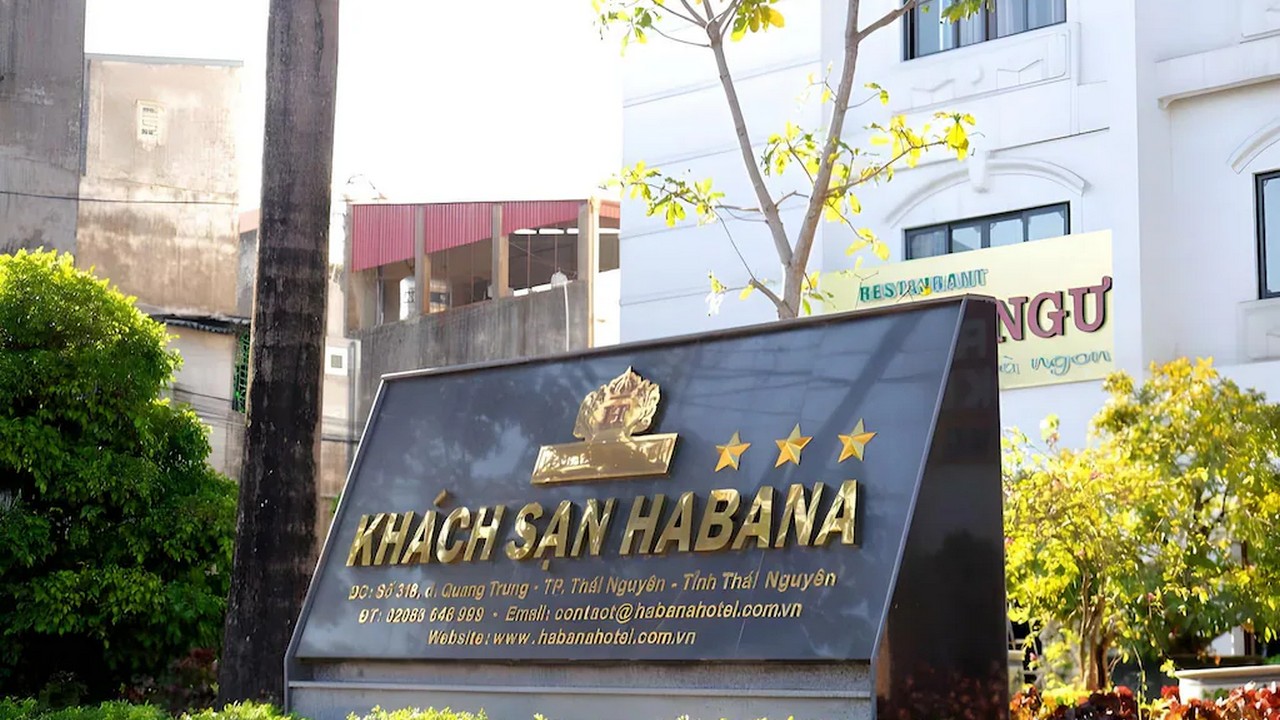 RESTAURANT
NGƯ
à ngon
KHÁCH SẠN HABANA
ĐC: Số 318, đ. Quang Trung - TP. Thái Nguyên - Tỉnh Thái Nguyên
ĐT: 02088 646 999 - Email: contact@habanahotel.com.vn
Website: www.habanahotel.com.vn